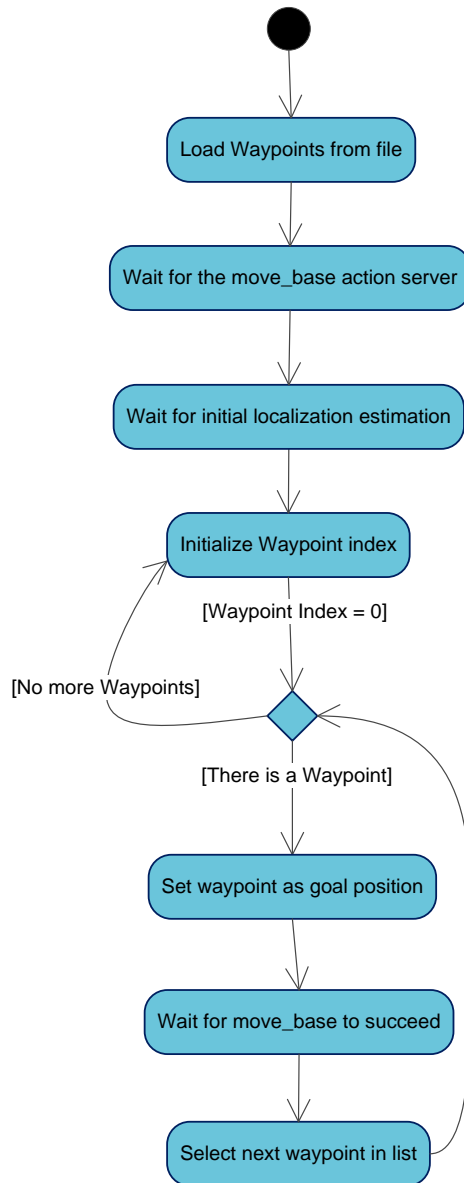 Load Waypoints from file
Wait for the move_base action server
Wait for initial localization estimation
Initialize Waypoint index
[Waypoint Index = 0]
[No more Waypoints]
[There is a Waypoint]
Set waypoint as goal position
Wait for move_base to succeed
Select next waypoint in list